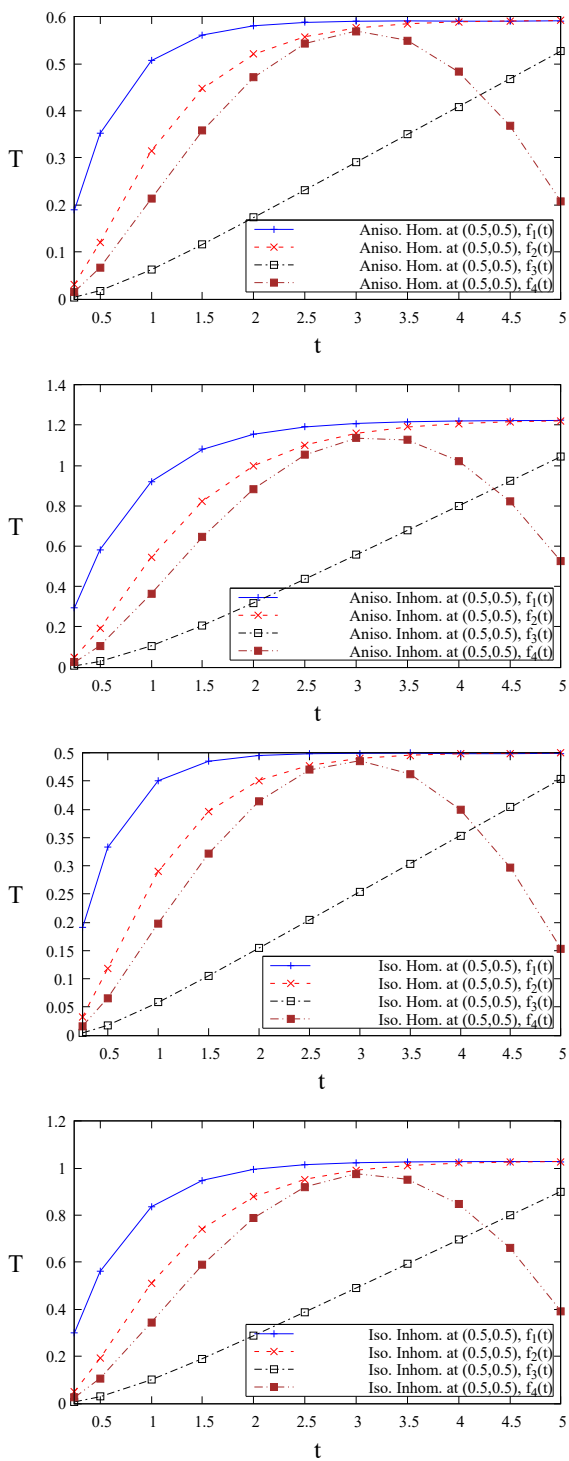 0.6
0.5
0.4
0.3
0.2
0.1
0
T
Aniso. Hom. at (0.5,0.5), f1(t)
Aniso. Hom. at (0.5,0.5), f2(t)
Aniso. Hom. at (0.5,0.5), f3(t)
Aniso. Hom. at (0.5,0.5), f4(t)
0.5 1 1.5 2 2.5 3 3.5 4 4.5 5
t
1.4
1.2
1
0.8
0.6
0.4
0.2
0
T
Aniso. Inhom. at (0.5,0.5), f1(t)
Aniso. Inhom. at (0.5,0.5), f2(t)
Aniso. Inhom. at (0.5,0.5), f3(t)
Aniso. Inhom. at (0.5,0.5), f4(t)
0.5 1 1.5 2 2.5 3 3.5 4 4.5 5
t
0.5
0.45
0.4
0.35
0.3
0.25
0.2
0.15
0.1
0.05
0
T
Iso. Hom. at (0.5,0.5), f1(t)
Iso. Hom. at (0.5,0.5), f2(t)
Iso. Hom. at (0.5,0.5), f3(t)
Iso. Hom. at (0.5,0.5), f4(t)
0.5 1 1.5 2 2.5 3 3.5 4 4.5 5
t
1.2
1
0.8
0.6
0.4
0.2
0
T
Iso. Inhom. at (0.5,0.5), f1(t)
Iso. Inhom. at (0.5,0.5), f2(t)
Iso. Inhom. at (0.5,0.5), f3(t)
Iso. Inhom. at (0.5,0.5), f4(t)
0.5 1 1.5 2 2.5 3 3.5 4 4.5 5
t